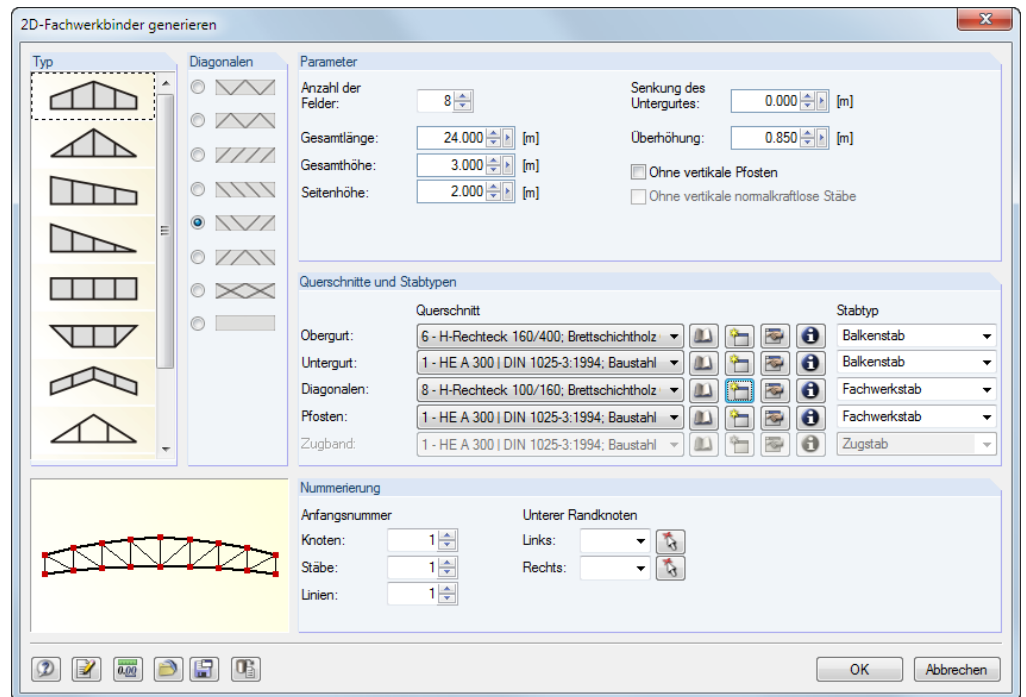 2D-Fachwerkbinder generieren
Typ
Diagonalen
Parameter
Anzahl der
Felder: 8
Gesamtlänge: 24.000 [m]
Gesamthöhe: 3.000 [m]
Seitenhöhe: 2.000 [m]
Senkung des
Untergurtes: 0.000 [m]
Überhöhung: 0.850 [m]
Ohne vertikale Pfosten
Ohne vertikale normalkraftlose Stäbe
Querschnitte und Stabtypen
Querschnitt Stabtyp
Obergurt: 6 - H-Rechteck 160/400; Brettschichtholz Balkenstab
Untergurt: 1 - HE A 300 | DIN 1025-3:1994; Baustahl Balkenstab
Diagonalen: 8 - H-Rechteck 100/160; Brettschichtholz Fachwerkstab
Pfosten: 1 - HE A 300 | DIN 1025-3:1994; Baustahl Fachwerkstab
Zugband: 1 - HE A 300 | DIN 1025-3:1994; Baustahl Zugstab
Nummerierung
Anfangsnummer
Knoten: 1
Stäbe: 1
Linien: 1
Unterer Randknoten
Links:
Rechts:
0.00
OK Abbrechen